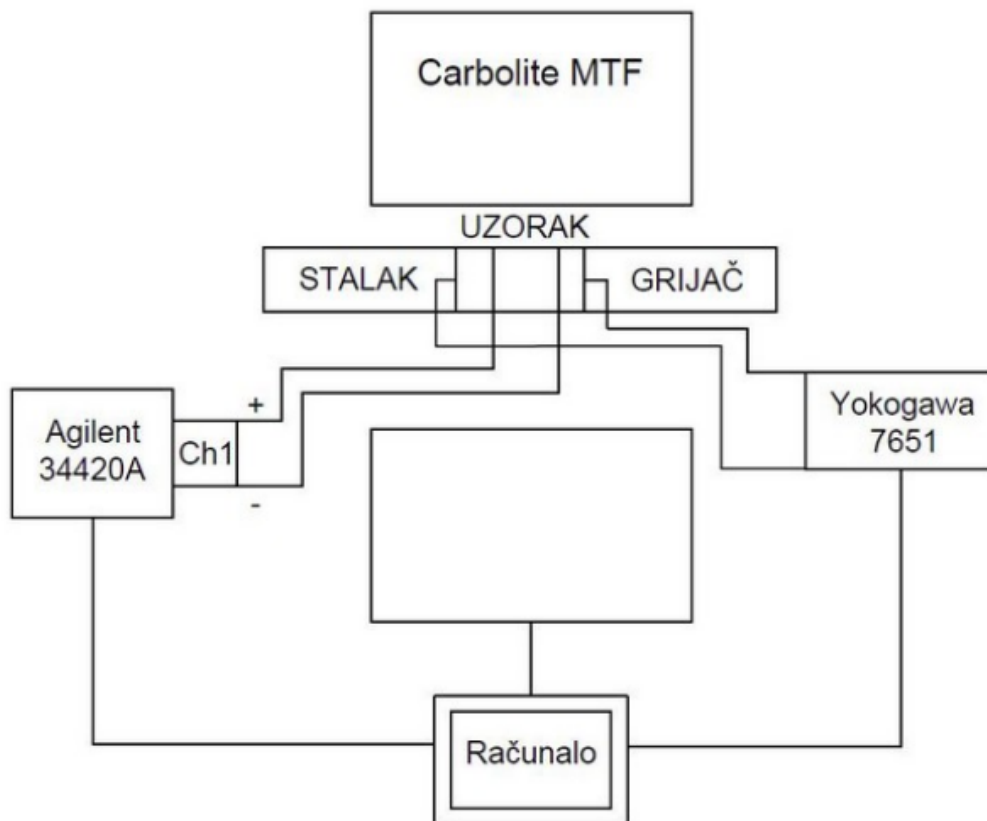 Carbolite MTF
UZORAK
STALAK
GRIJAČ
Agilent
34420A
Ch1
+
-
Yokogawa
7651
Računalo